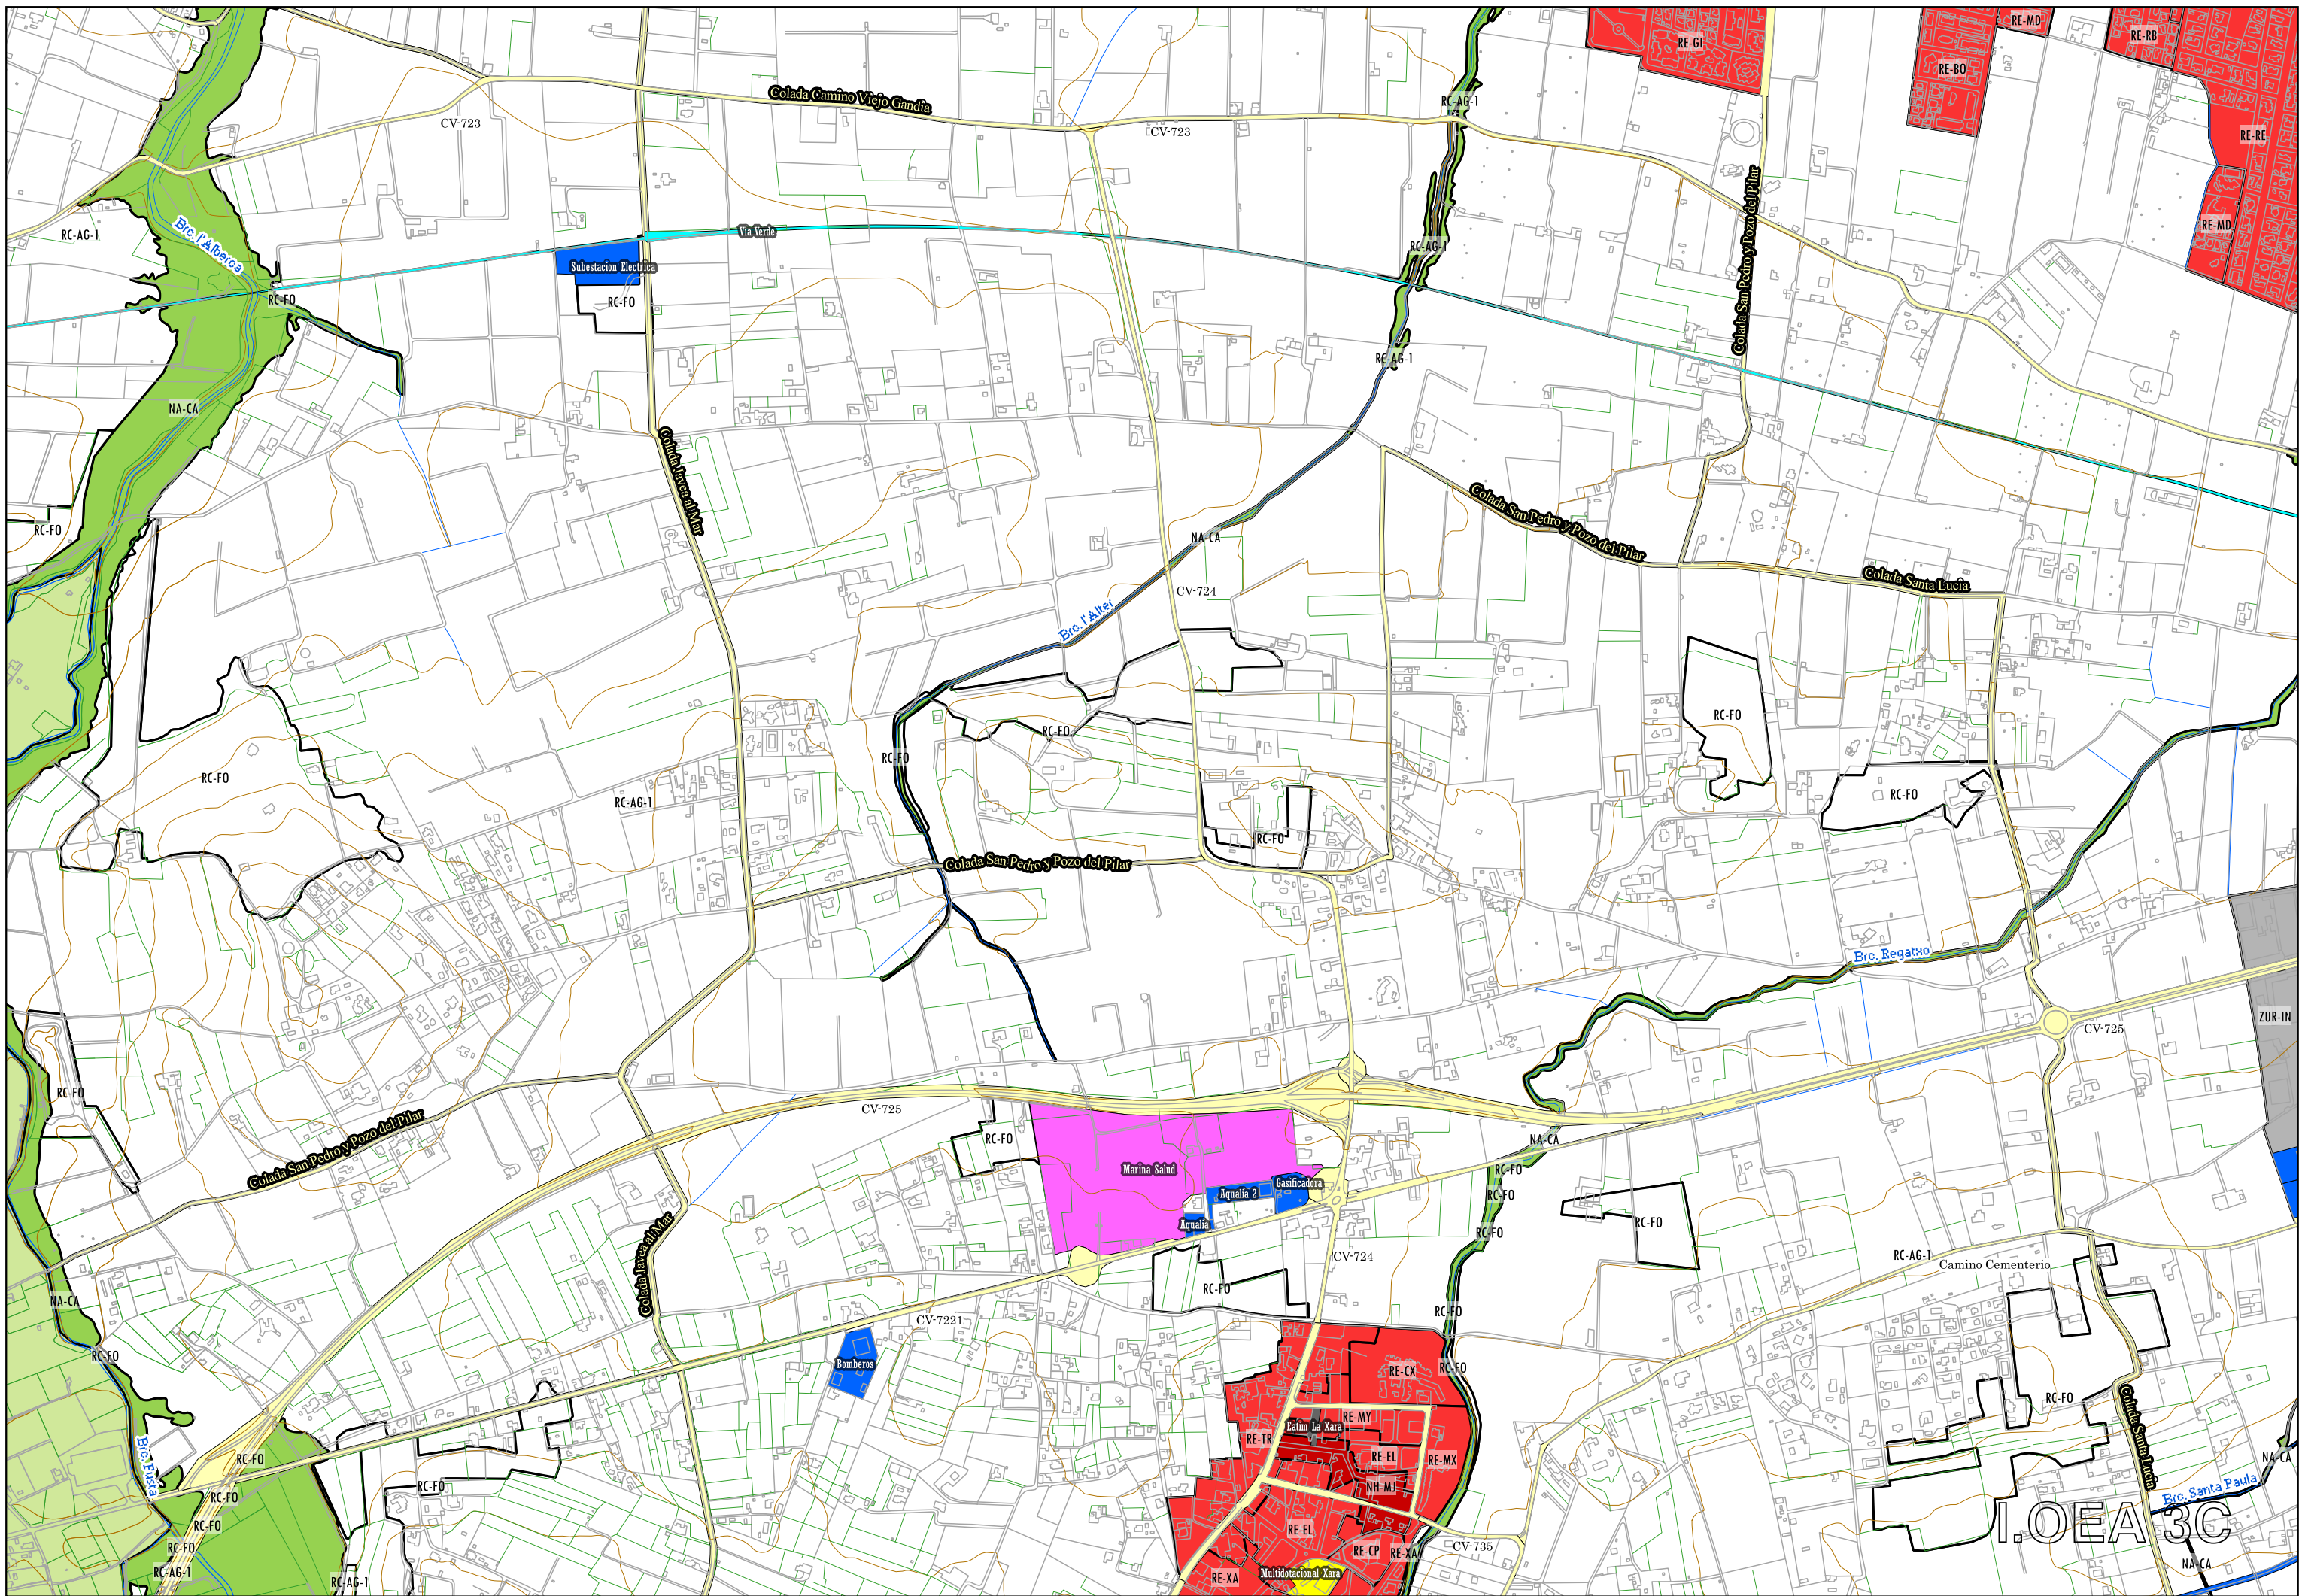 RE-MD
RE-RB
RE-GI
RE-BO
Colada Camino Viejo Gandia
RC-AG-1
CV-723
CV-723
RE-RE
RC-AG-1
Brc. l'Alberca
Via Verde
RE-MD
RC-AG-1
Colada San Pedro y Pozo del Pilar
Subestacion Electrica
RC-FO
RC-FO
RC-AG-1
NA-CA
Colada Javea al Mar
RC-FO
NA-CA
Colada San Pedro y Pozo del Pilar
Colada Santa Lucia
CV-724
Brc. l'Alter
RC-FO
RC-FO
RC-FO
RC-FO
RC-AG-1
RC-FO
RC-FO
Colada San Pedro y Pozo del Pilar
Brc. Regatxo
ZUR-IN
CV-725
RC-FO
CV-725
Colada San Pedro y Pozo del Pilar
RC-FO
NA-CA
Marina Salud
RC-FO
Gasificadora
Aqualia 2
RC-FO
Aqualia
RC-FO
RC-FO
Colada Javea al Mar
CV-724
RC-AG-1
Camino Cementerio
RC-FO
NA-CA
RC-FO
CV-7221
RC-FO
Bomberos
RE-CX
RC-FO
RC-FO
Colada Santa Lucia
RE-MY
Eatim La Xara
RE-TR
RE-EL
RE-MX
NA-CA
RC-FO
Brc. Fusta
RC-FO
NH-MJ
Brc. Santa Paula
RC-FO
RC-FO
RE-EL
I.OEA 3C
RC-FO
RE-CP
RE-XA
CV-735
NA-CA
RC-AG-1
RC-AG-1
RE-XA
Multidotacional Xara